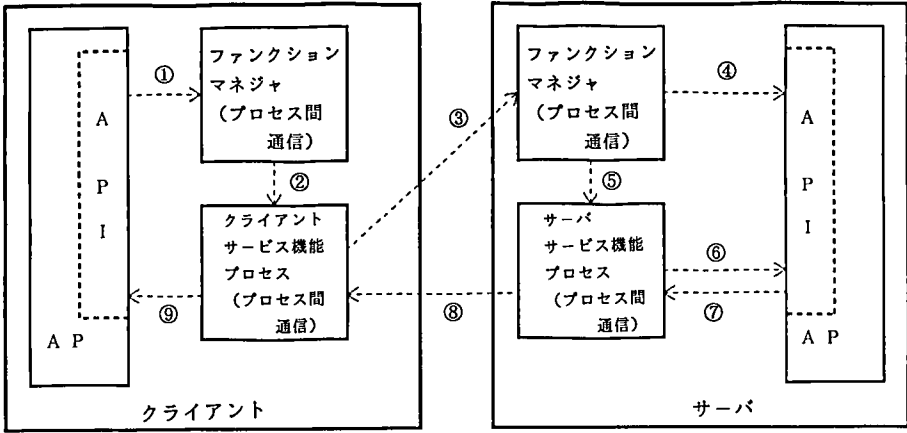 ファンクション
マネジャ
(プロセス間
通信)
①
②
クライアント
サービス機能
プロセス
(プロセス間
通信)
⑨
A
P
I
AP
クライアント
③
⑧
ファンクション
マネジャ
(プロセス間
通信)
④
⑤
サーバ
サービス機能
プロセス
(プロセス間
通信)
⑥
⑦
A
P
I
AP
サーバ